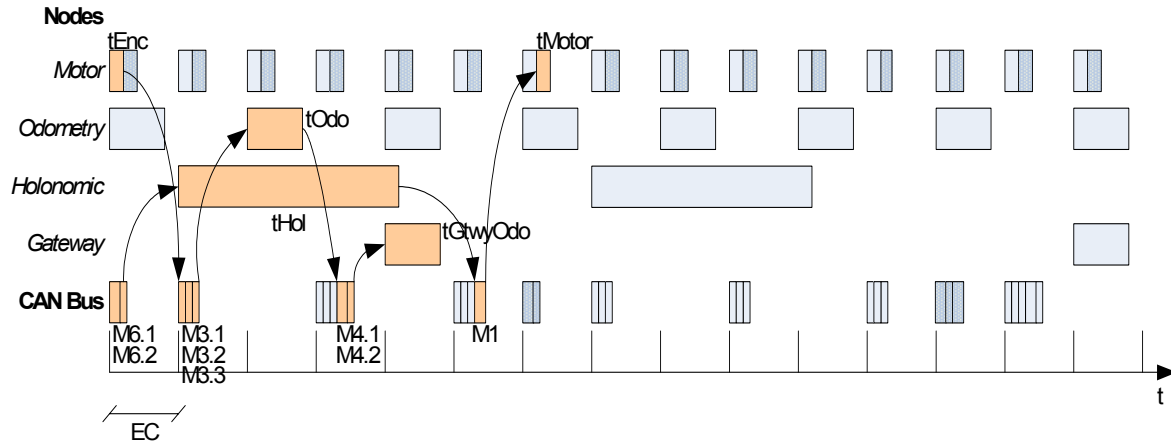 Nodes
tEnc
tMotor
Motor
Odometry
tOdo
Holonomic
tHol
tGtwyOdo
Gateway
CAN Bus
M6.1
M6.2
M3.1
M3.2
M3.3
M4.1
M4.2
M1
t
EC